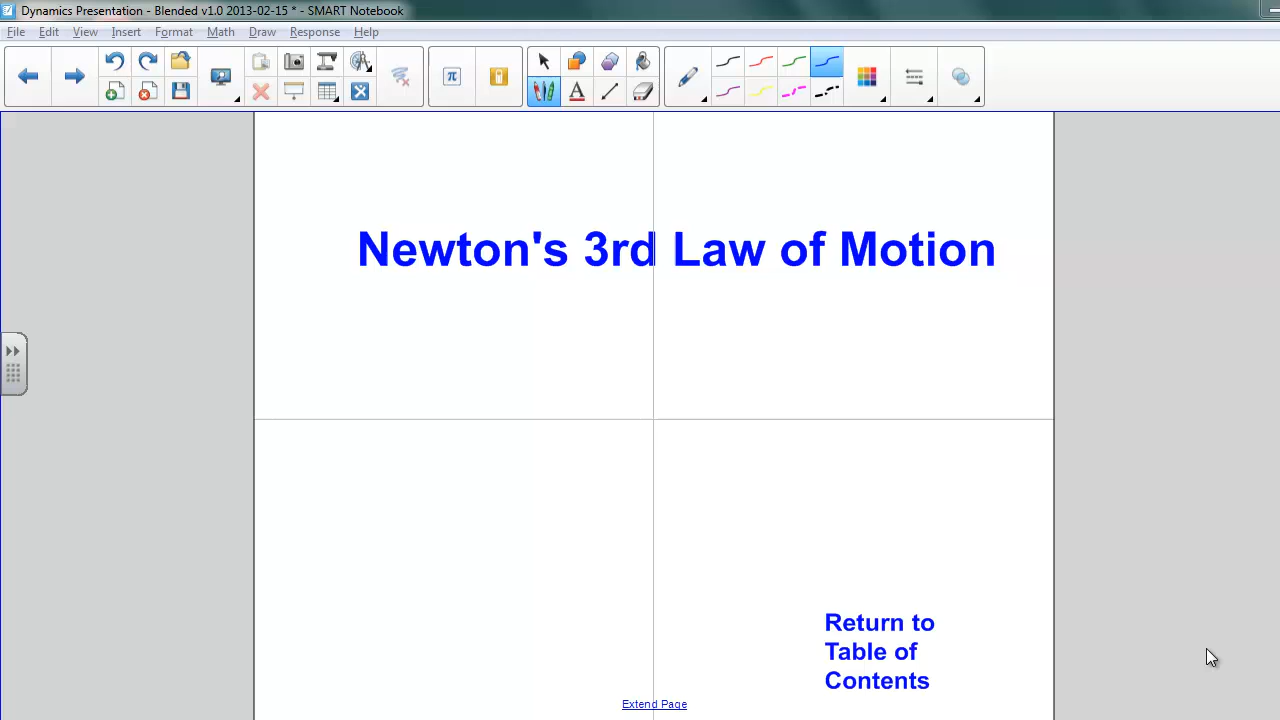 Dynamics Presentation - Blended v1.0 2013-02-15 * - SMART Notebook
File Edit View Insert Format Math Draw Response Help
π
A
Newton's 3rd Law of Motion
Return to
Table of
Contents
Extend Page